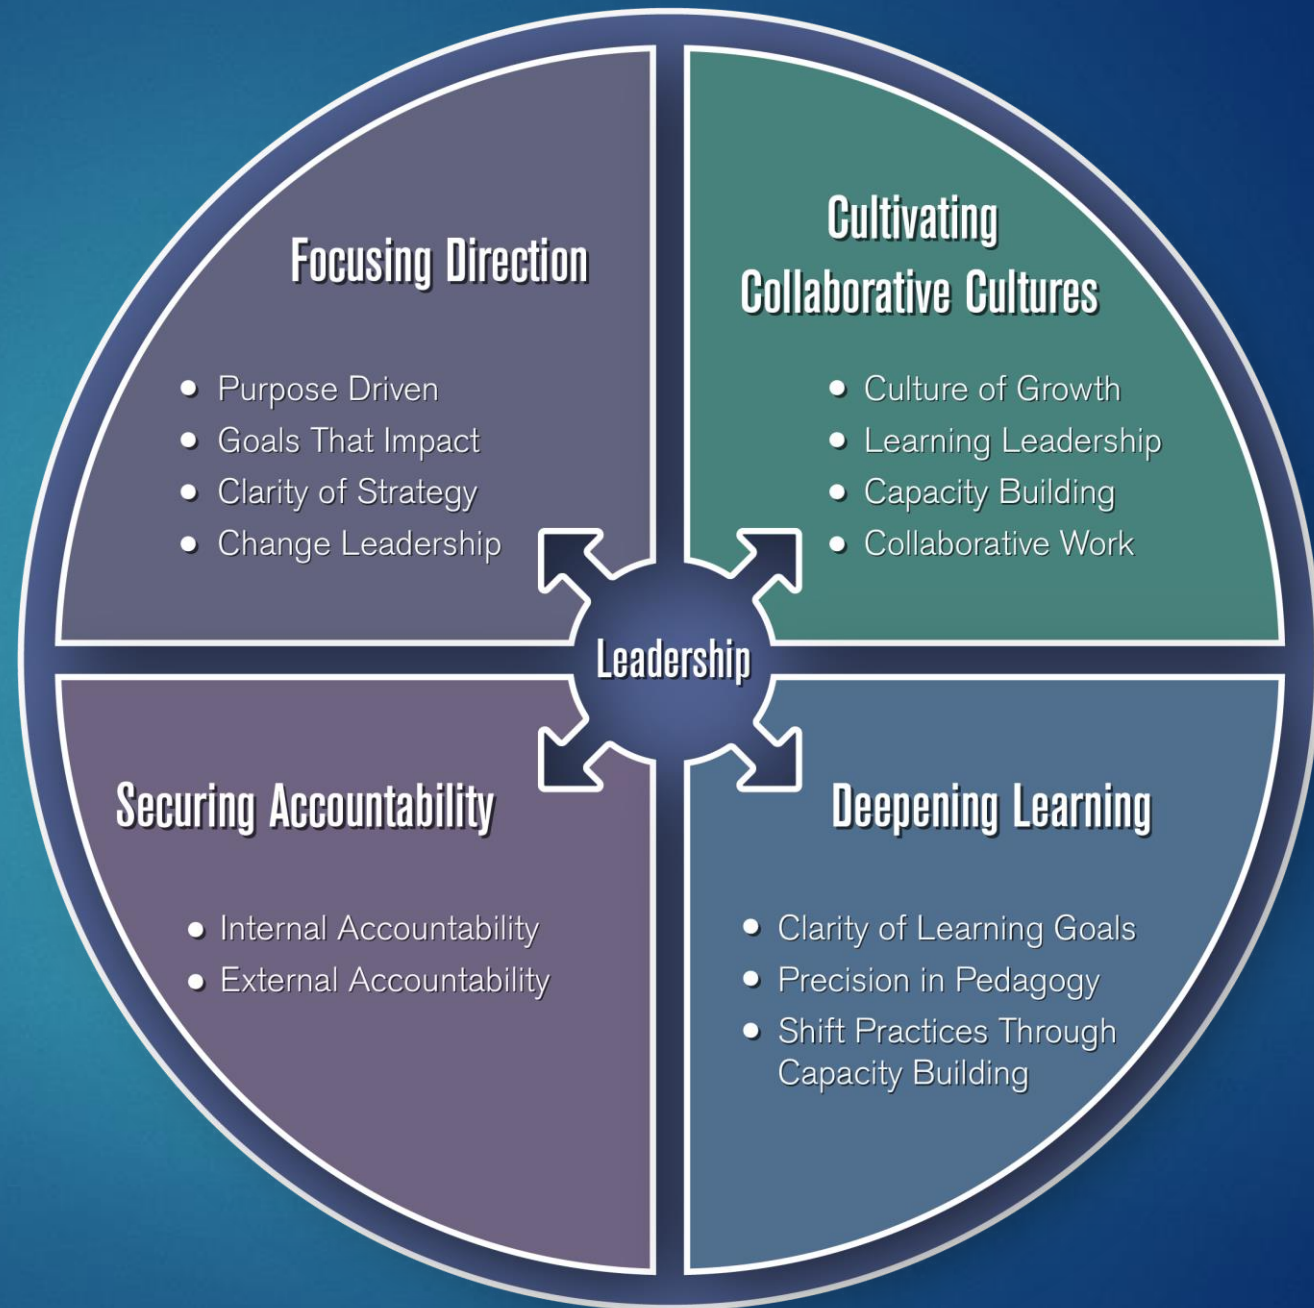 Focusing Direction
• Purpose Driven
• Goals That Impact
• Clarity of Strategy
• Change Leadership
Cultivating
Collaborative Cultures
• Culture of Growth
• Learning Leadership
• Capacity Building
• Collaborative Work
Leadership
Securing Accountability
• Internal Accountability
• External Accountability
Deepening Learning
• Clarity of Learning Goals
• Precision in Pedagogy
• Shift Practices Through
Capacity Building